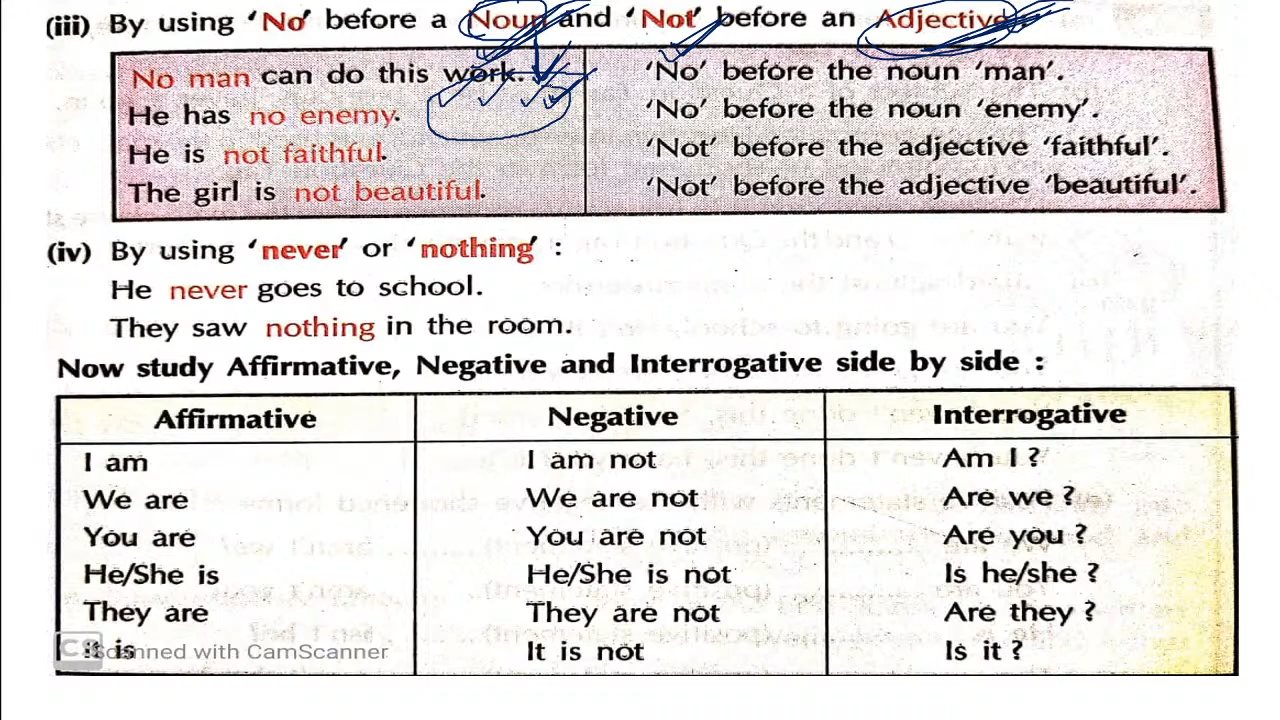 (iii) By using 'No' before a Noun and 'Not' before an Adjective :
No man can do this work. 'No' before the noun 'man'.
He has no enemy. 'No' before the noun 'enemy'.
He is not faithful. 'Not' before the adjective 'faithful'.
The girl is not beautiful. 'Not' before the adjective 'beautiful'.
(iv) By using 'never' or 'nothing' :
He never goes to school.
They saw nothing in the room.
Now study Affirmative, Negative and Interrogative side by side :
Affirmative Negative Interrogative
I am I am not Am I ?
We are We are not Are we ?
You are You are not Are you ?
He/She is He/She is not Is he/she ?
They are They are not Are they ?
It is It is not Is it ?
CS Scanned with CamScanner